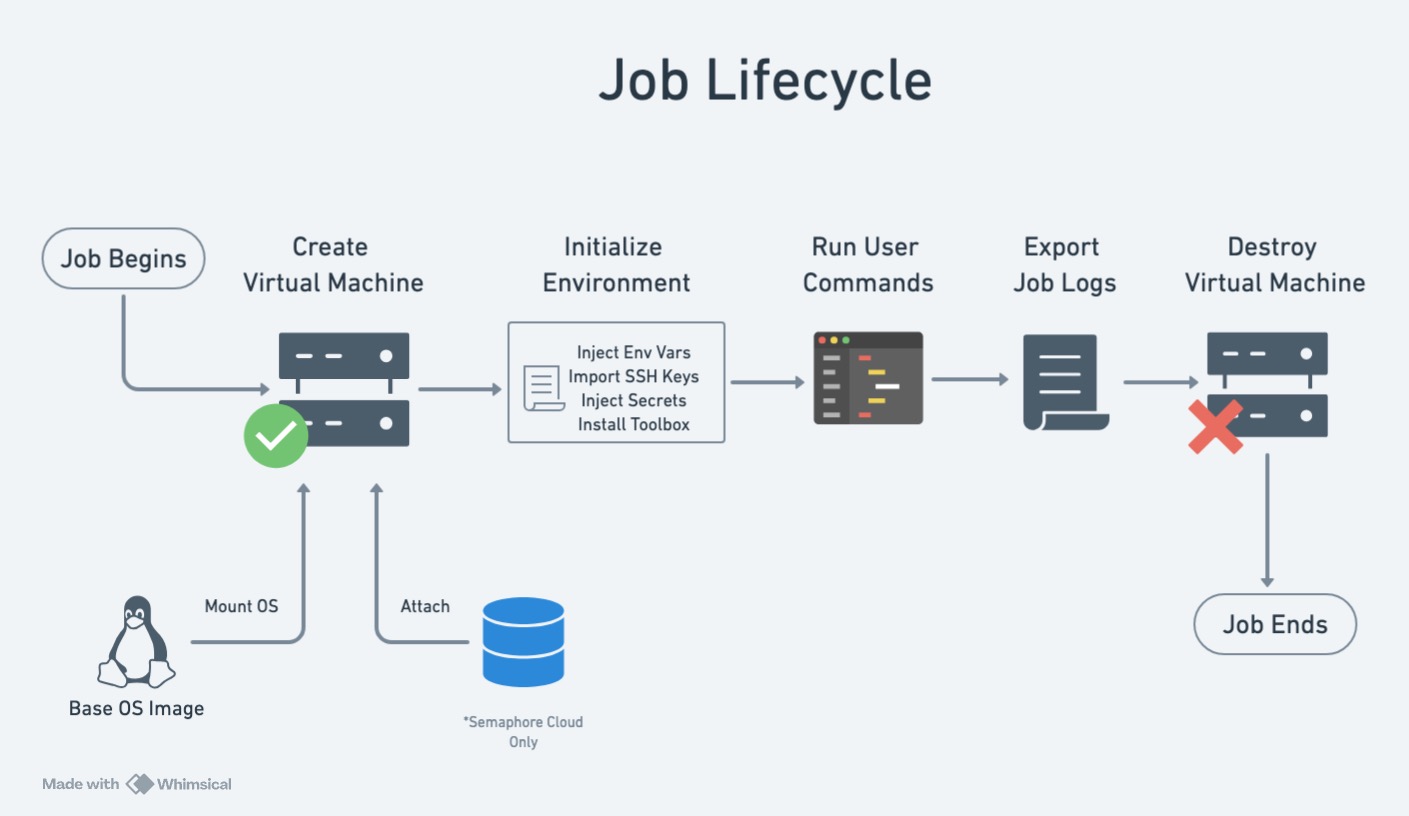 Job Lifecycle
Job Begins
Create
Virtual Machine
Initialize
Environment
Run User
Commands
Export
Job Logs
Destroy
Virtual Machine
Inject Env Vars
Import SSH Keys
Inject Secrets
Install Toolbox
Mount OS
Attach
Base OS Image
*Semaphore Cloud
Only
Job Ends
Made with Whimsical